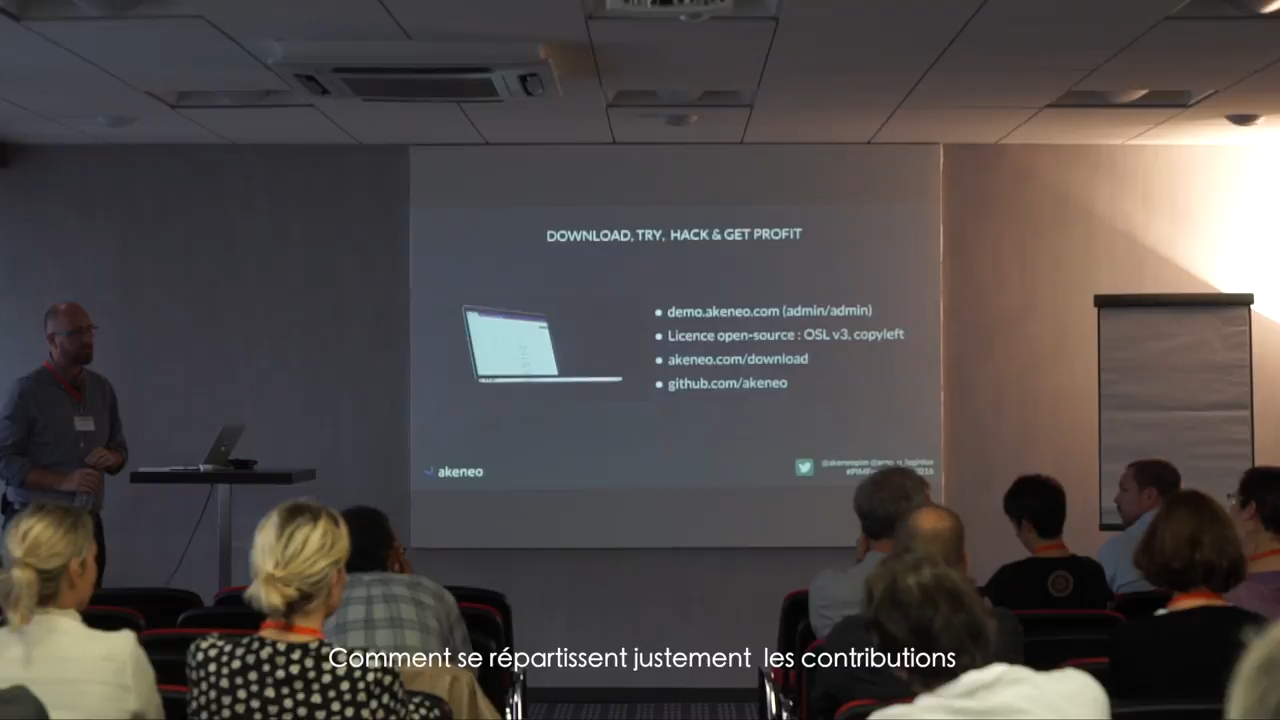 DOWNLOAD, TRY, HACK & GET PROFIT
demo.akeneo.com (admin/admin)
Licence open-source : OSL v3, copyleft
akeneo.com/download
github.com/akeneo
akeneo
@akeneopim
Comment se répartissent justement les contributions